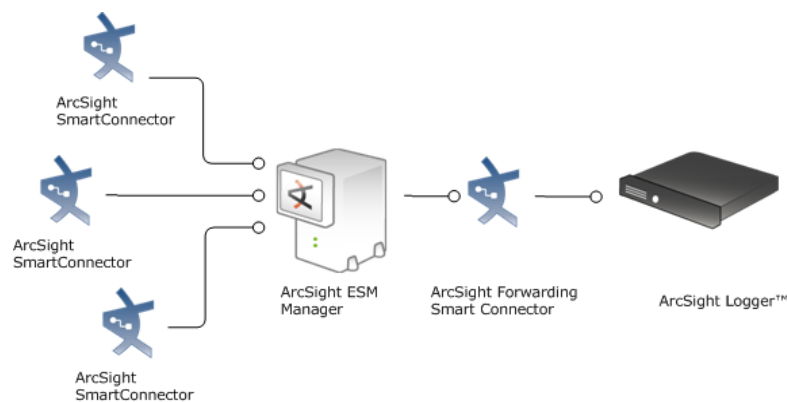 ArcSight
SmartConnector
ArcSight
SmartConnector
ArcSight
SmartConnector
ArcSight ESM
Manager
ArcSight Forwarding
Smart Connector
ArcSight Logger™